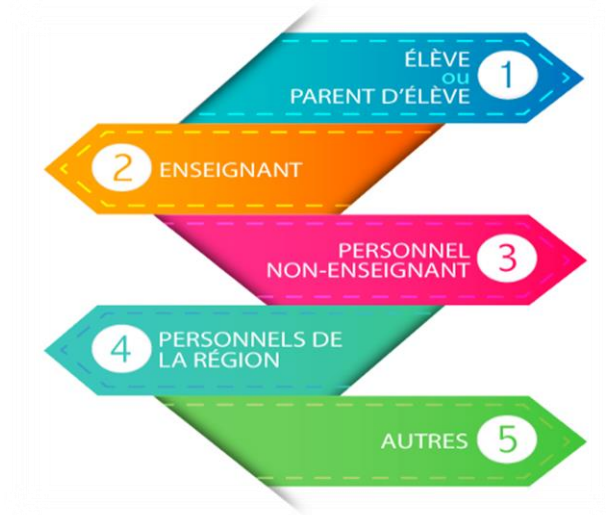 ÉLÈVE
ou
PARENT D'ÉLÈVE
1
2
ENSEIGNANT
PERSONNEL
NON-ENSEIGNANT
3
4
PERSONNELS DE
LA RÉGION
AUTRES
5